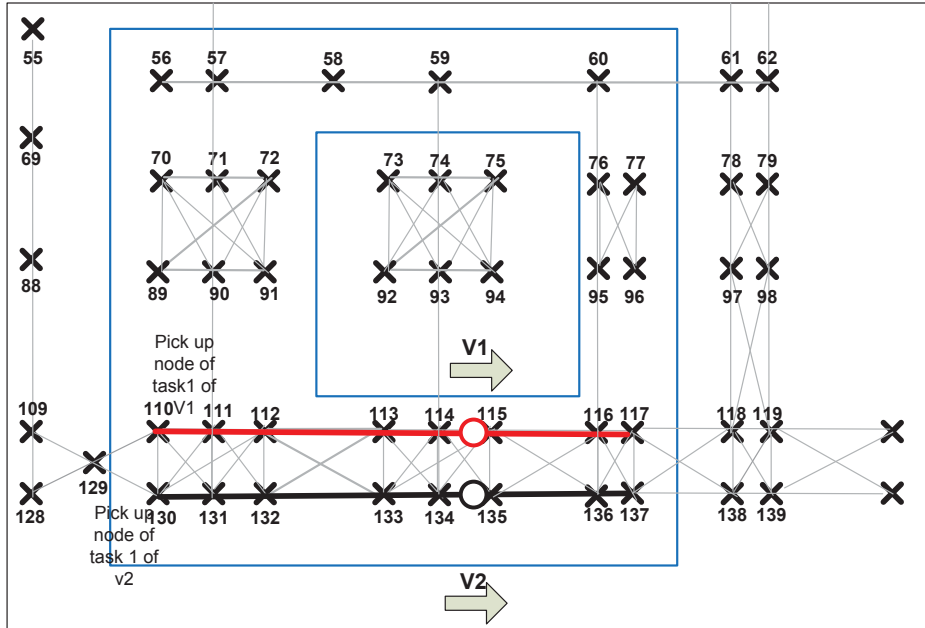 55 56 57 58 59 60 61 62
69 70 71 72 73 74 75 76 77 78 79
88 89 90 91 92 93 94 95 96 97 98
Pick up
node of
task1 of
V1
V1
109 110 111 112 113 114 115 116 117 118 119
129
128 130 131 132 133 134 135 136 137 138 139
Pick up
node of
task 1 of
v2
V2